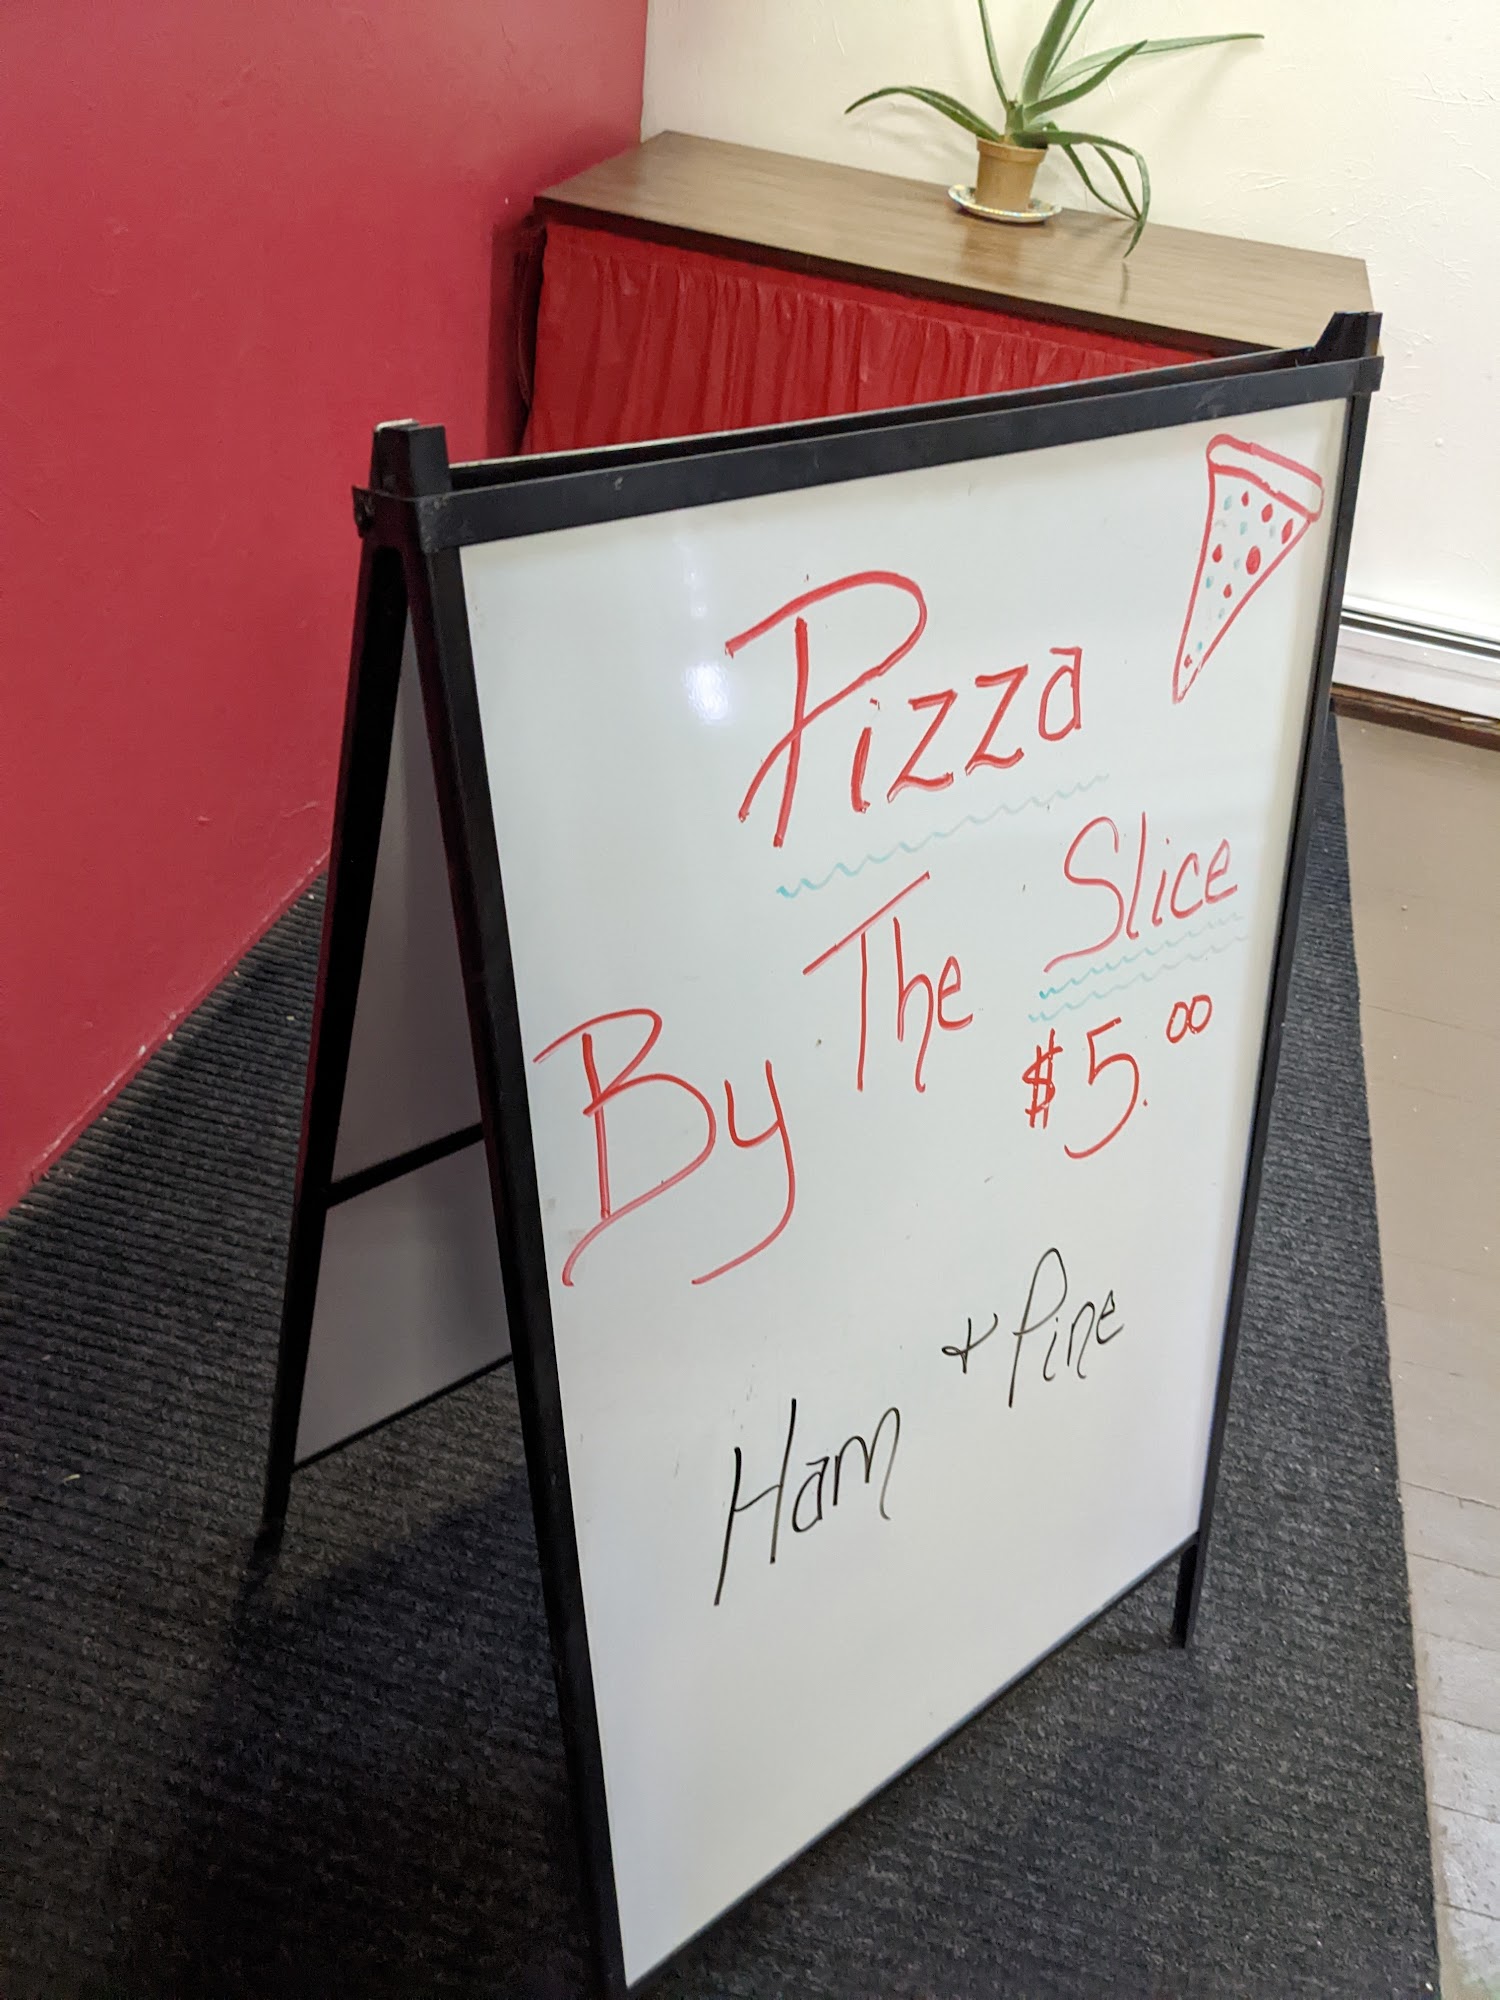 Pizza
By The Slice
$5.00
Ham & Pine